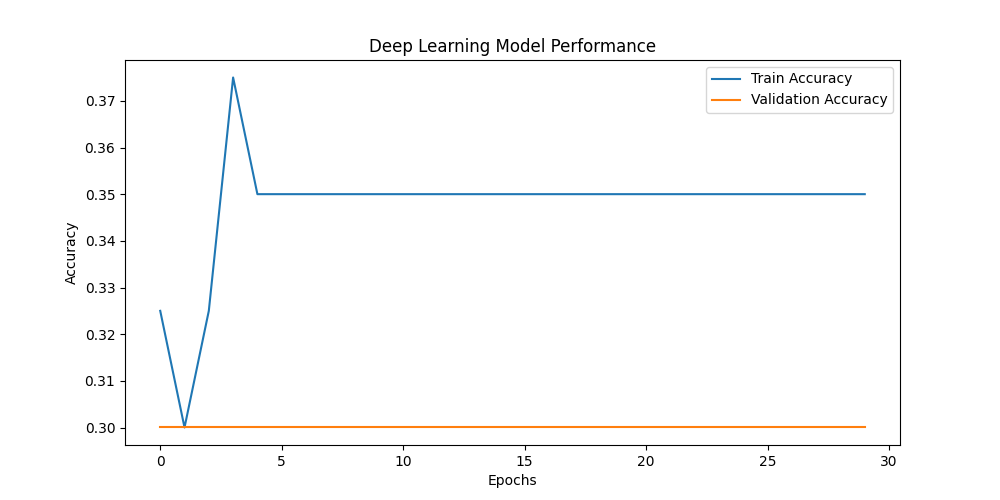 Deep Learning Model Performance
Train Accuracy
Validation Accuracy
Accuracy
0.37
0.36
0.35
0.34
0.33
0.32
0.31
0.30
0 5 10 15 20 25 30
Epochs